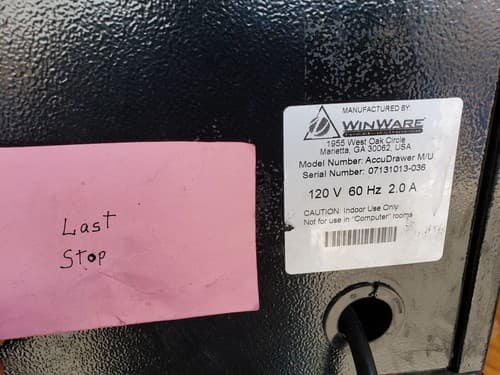 Last
Stop
MANUFACTURED BY:
WINWARE
1955 West Oak Circle
Marietta, GA 30062, USA
Model Number: AccuDrawer M/U
Serial Number: 07131013-036
120 V 60 Hz 2.0 A
CAUTION: Indoor Use Only
Not for use in "Computer" rooms